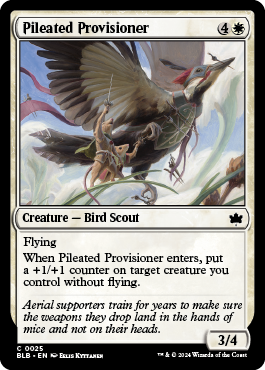 Pileated Provisioner 4
Creature — Bird Scout
Flying
When Pileated Provisioner enters, put
a +1/+1 counter on target creature you
control without flying.
Aerial supporters train for years to make sure
the weapons they drop land in the hands
of mice and not on their heads.
C 0025
BLB • EN Eelis Kyttanen
™ & © 2024 Wizards of the Coast
3/4